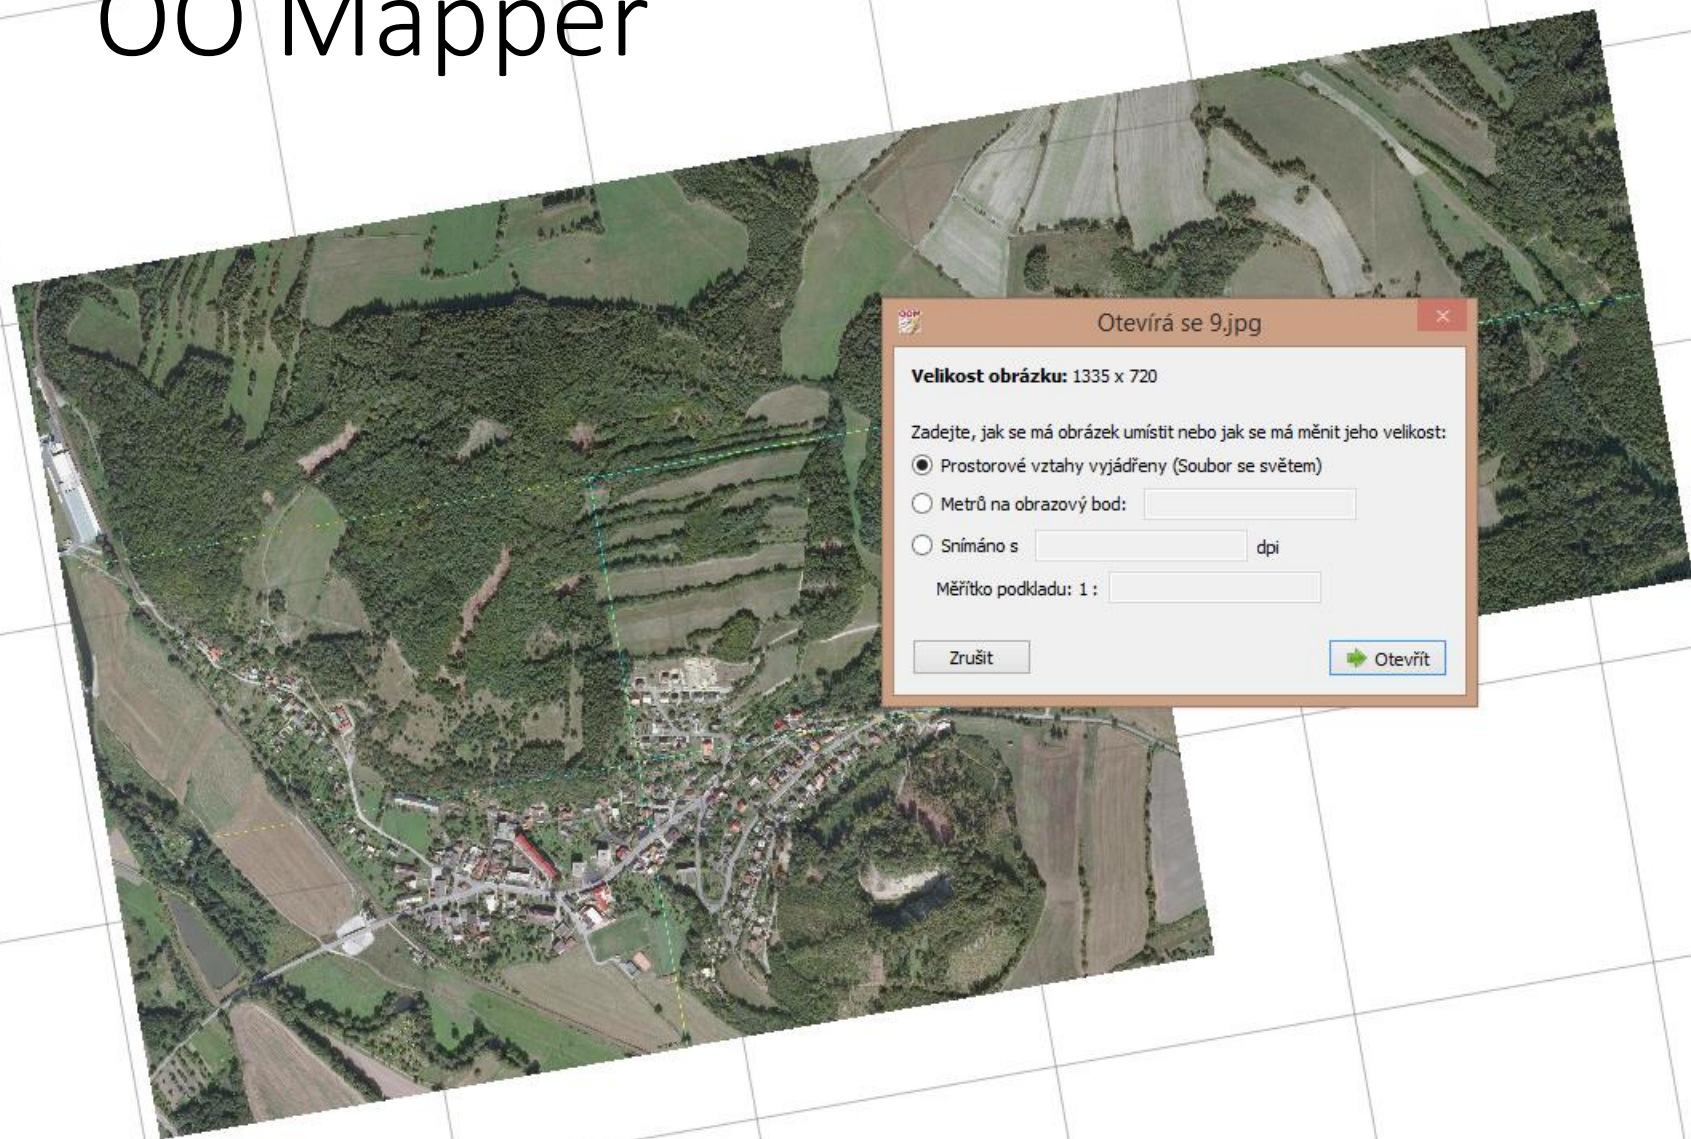 OO Mapper
OOM
Otevírá se 9.jpg
Velikost obrázku: 1335 x 720
Zadejte, jak se má obrázek umístit nebo jak se má měnit jeho velikost:
Prostorové vztahy vyjádřeny (Soubor se světem)
Metrů na obrazový bod:
Snímáno s dpi
Měřítko podkladu: 1 :
Zrušit
Otevřít